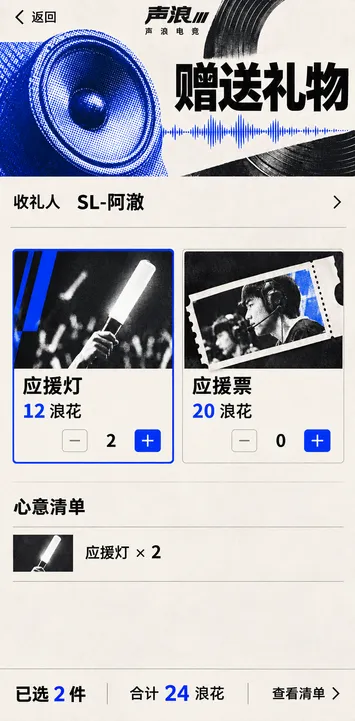 返回
声浪
声浪电竞
赠送礼物
收礼人 SL-阿澈
应援灯
12 浪花
2
应援票
20 浪花
0
心意清单
应援灯 × 2
已选 2 件
合计 24 浪花
查看清单